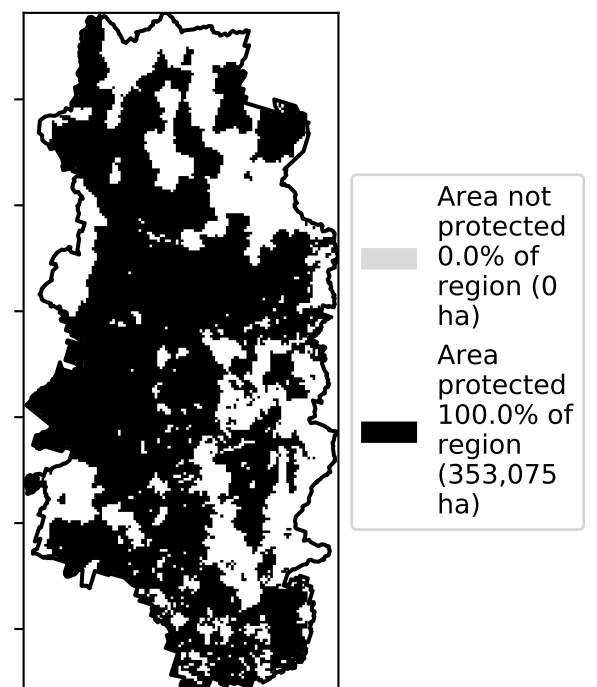 Area not
protected
0.0% of
region (0
ha)
Area
protected
100.0% of
region
(353,075
ha)